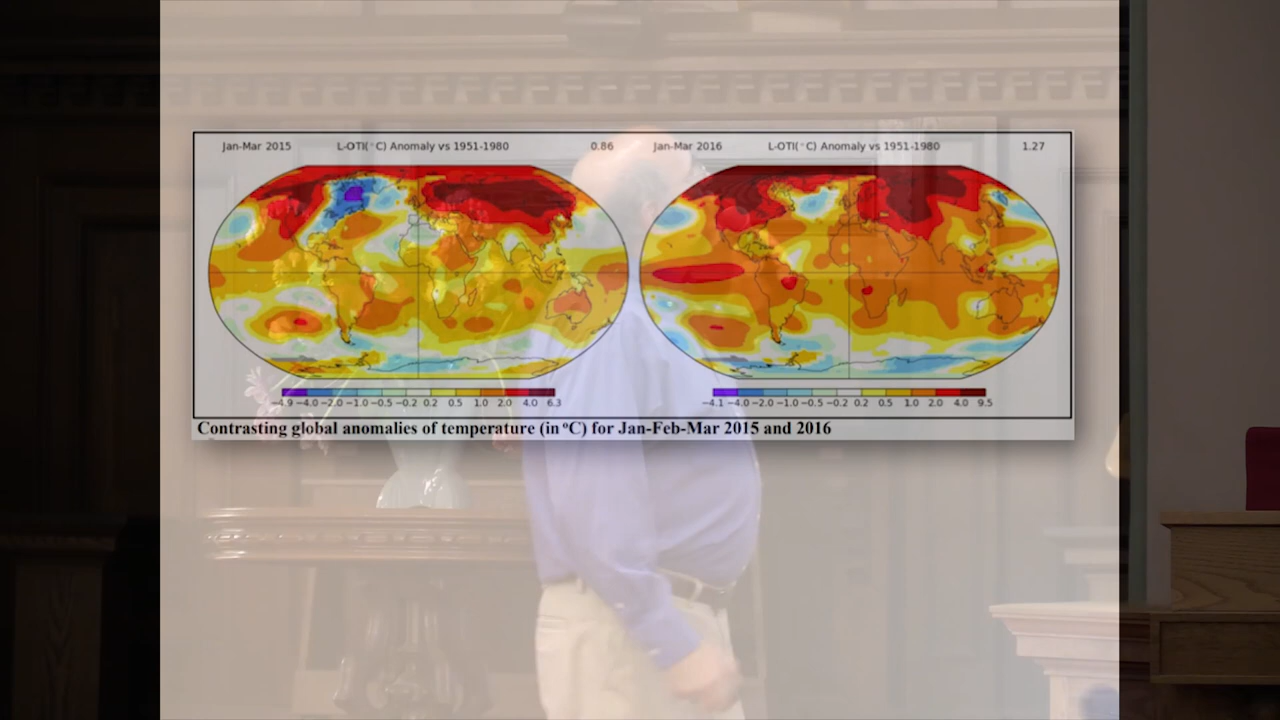 Jan-Mar 2015 L-OTI(°C) Anomaly vs 1951-1980 0.86
Jan-Mar 2016 L-OTI(°C) Anomaly vs 1951-1980 1.27
-4.9 -4.0 -2.0 -1.0 -0.5 -0.2 0.2 0.5 1.0 2.0 4.0 6.3
-4.1 -4.0 -2.0 -1.0 -0.5 -0.2 0.2 0.5 1.0 2.0 4.0 9.5
Contrasting global anomalies of temperature (in ºC) for Jan-Feb-Mar 2015 and 2016